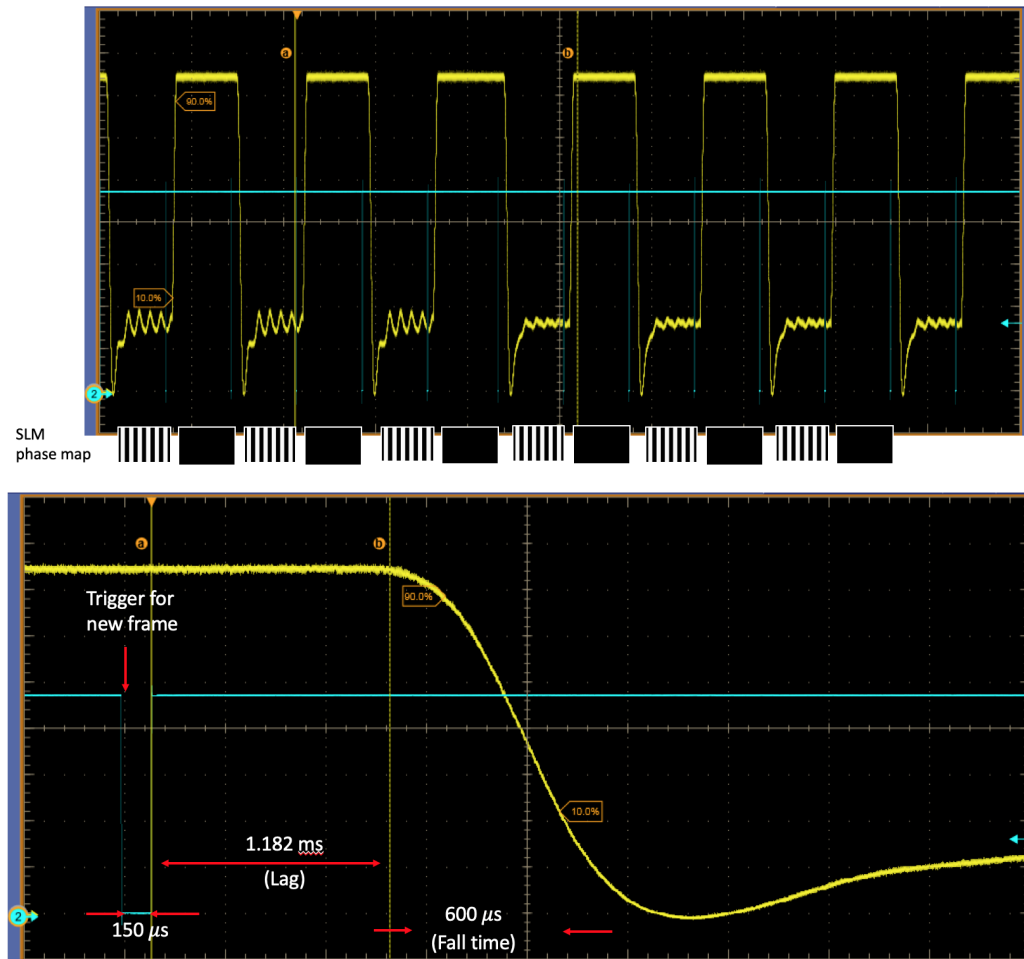 a
b
90.0%
10.0%
2
SLM
phase map
a
b
90.0%
Trigger for
new frame
10.0%
1.182 ms
(Lag)
2
150 µs
600 µs
(Fall time)